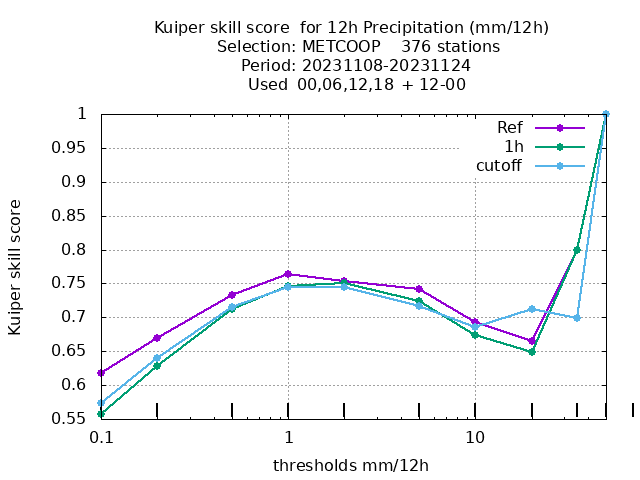 Kuiper skill score  for 12h Precipitation (mm/12h)
Selection: METCOOP    376 stations
Period: 20231108-20231124
Used  00,06,12,18  + 12-00
Ref
1h
cutoff
1
0.95
0.9
0.85
0.8
0.75
0.7
0.65
0.6
0.55
Kuiper skill score
0.1 1 10
thresholds mm/12h